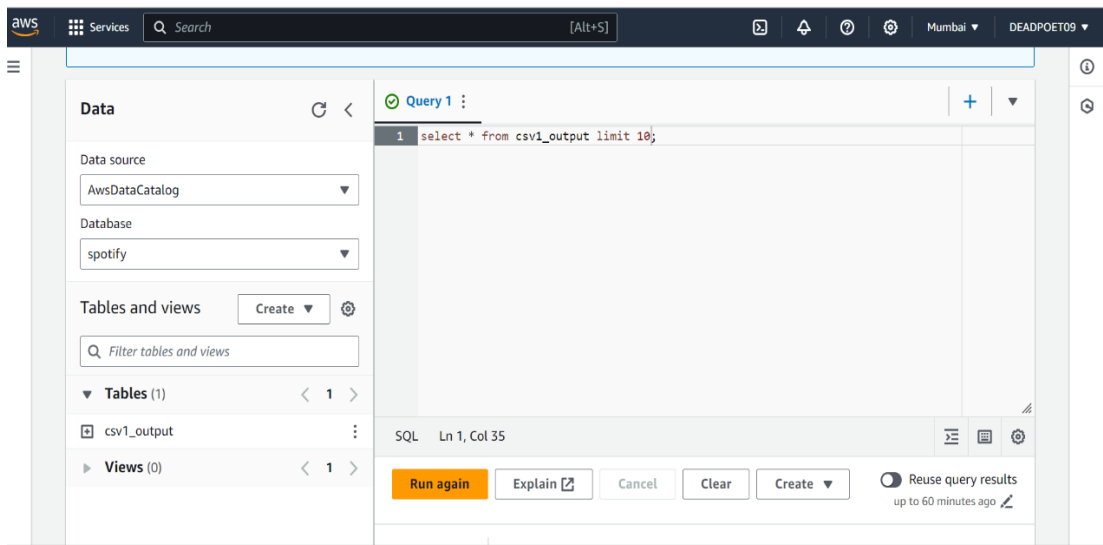 aws Services Search [Alt+S] Mumbai ▼ DEADPOET09 ▼
Data
Data source
AwsDataCatalog
Database
spotify
Tables and views Create ▼
Filter tables and views
▼ Tables (1) < 1 >
csv1_output
▶ Views (0) < 1 >
Query 1
1 select * from csv1_output limit 10;
SQL Ln 1, Col 35
Run again Explain Cancel Clear Create ▼ Reuse query results
up to 60 minutes ago